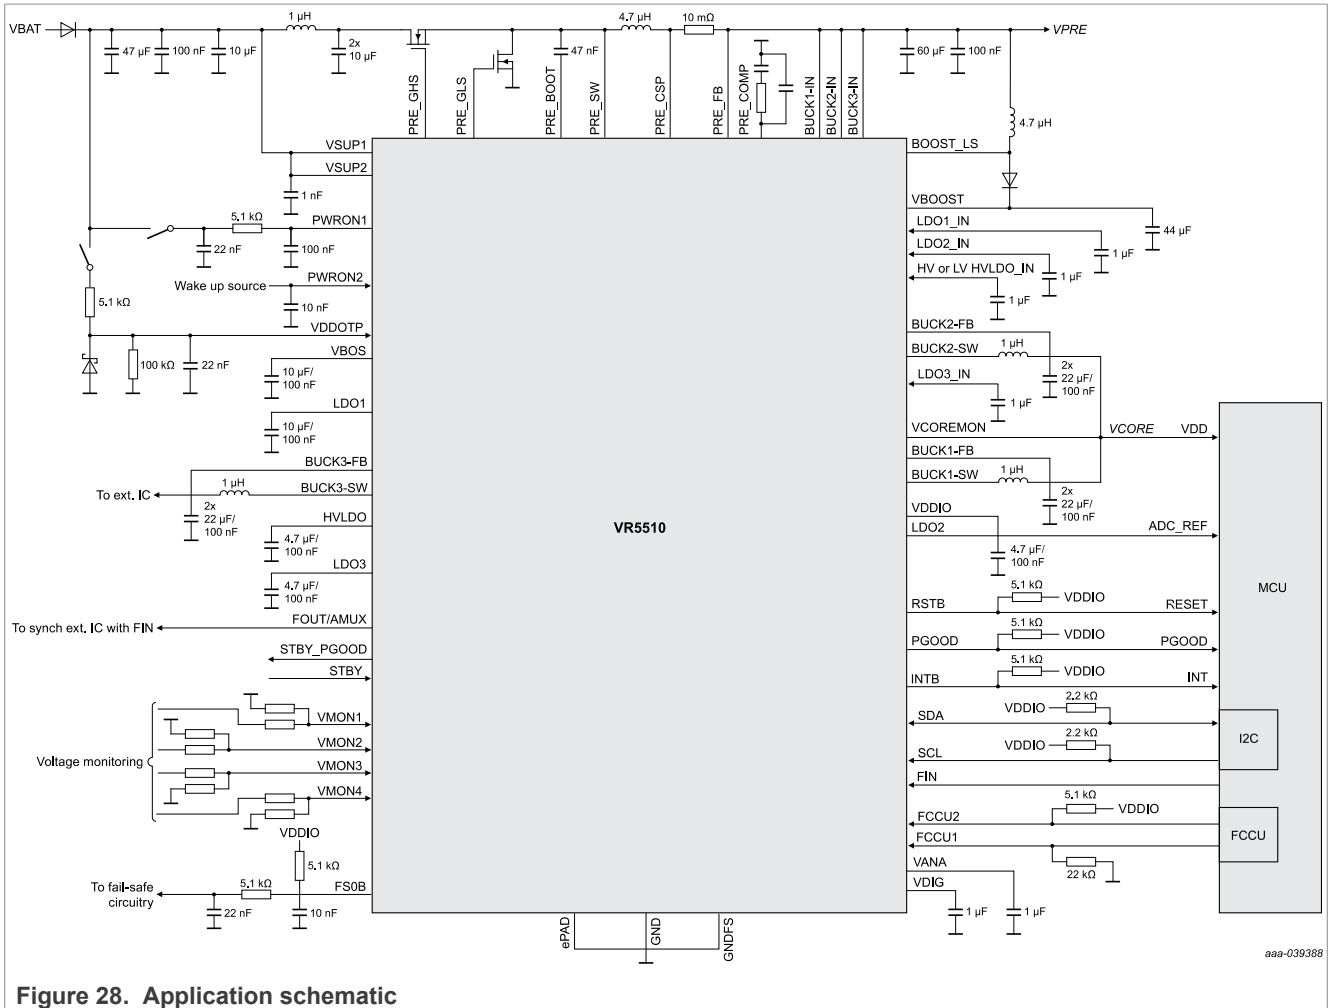 VBAT
47 µF
100 nF
10 µF
1 µH
2x
10 µF
47 nF
4.7 µH
10 mΩ
60 µF
100 nF
VPRE
PRE_GHS
PRE_GLS
PRE_BOOT
PRE_SW
PRE_CSP
PRE_FB
PRE_COMP
BUCK1-IN
BUCK2-IN
BUCK3-IN
4.7 µH
VSUP1
VSUP2
1 nF
5.1 kΩ
PWRON1
22 nF
100 nF
Wake up source
PWRON2
10 nF
5.1 kΩ
VDDOTP
100 kΩ
22 nF
VBOS
10 µF/
100 nF
LDO1
10 µF/
100 nF
BUCK3-FB
To ext. IC
1 µH
BUCK3-SW
2x
22 µF/
100 nF
HVLDO
4.7 µF/
100 nF
LDO3
4.7 µF/
100 nF
To synch ext. IC with FIN
FOUT/AMUX
STBY_PGOOD
STBY
Voltage monitoring
VMON1
VMON2
VMON3
VMON4
VDDIO
5.1 kΩ
To fail-safe
circuitry
5.1 kΩ
FS0B
22 nF
10 nF
VR5510
ePAD
GND
GNDFS
BOOST_LS
VBOOST
44 µF
LDO1_IN
1 µF
LDO2_IN
1 µF
HV or LV HVLDO_IN
1 µF
BUCK2-FB
BUCK2-SW
1 µH
2x
22 µF/
100 nF
LDO3_IN
1 µF
VCOREMON
VCORE
VDD
BUCK1-FB
BUCK1-SW
1 µH
2x
22 µF/
100 nF
VDDIO
LDO2
ADC_REF
4.7 µF/
100 nF
5.1 kΩ
VDDIO
RSTB
RESET
5.1 kΩ
VDDIO
PGOOD
PGOOD
5.1 kΩ
VDDIO
INTB
INT
2.2 kΩ
VDDIO
SDA
2.2 kΩ
VDDIO
SCL
I2C
FIN
5.1 kΩ
VDDIO
FCCU2
FCCU1
FCCU
22 kΩ
VANA
VDIG
1 µF
1 µF
MCU
aaa-039388
Figure 28. Application schematic